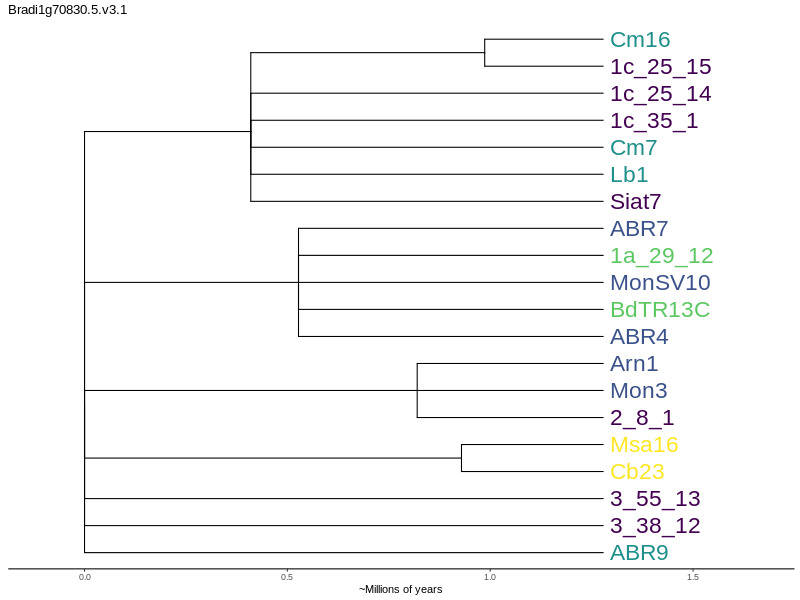 Bradi1g70830.5.v3.1
Cm16
1c_25_15
1c_25_14
1c_35_1
Cm7
Lb1
Siat7
ABR7
1a_29_12
MonSV10
BdTR13C
ABR4
Arn1
Mon3
2_8_1
Msa16
Cb23
3_55_13
3_38_12
ABR9
0.0 0.5 1.0 1.5
~Millions of years